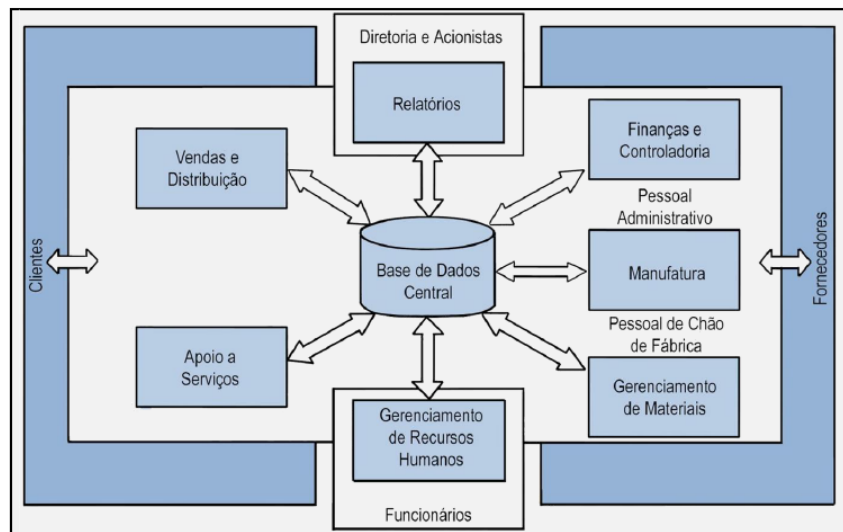 Diretoria e Acionistas
Relatórios
Vendas e
Distribuição
Finanças e
Controladoria
Pessoal
Administrativo
Clientes
Base de Dados
Central
Manufatura
Fornecedores
Pessoal de Chão
de Fábrica
Apoio a
Serviços
Gerenciamento
de Materiais
Gerenciamento
de Recursos
Humanos
Funcionários